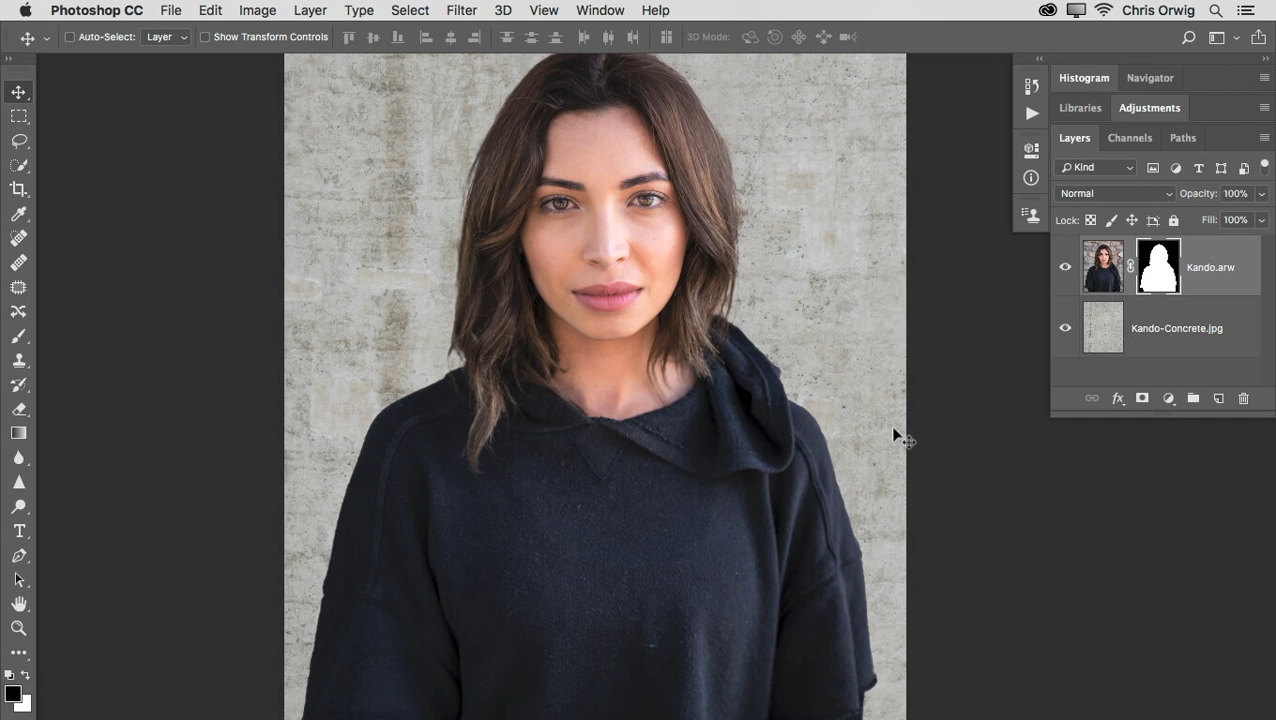 Photoshop CC File Edit Image Layer Type Select Filter 3D View Window Help Chris Orwig
Auto-Select: Layer Show Transform Controls 3D Mode:
Histogram Navigator
Libraries Adjustments
Layers Channels Paths
Kind
Normal Opacity: 100%
Lock: Fill: 100%
Kando.arw
Kando-Concrete.jpg
fx